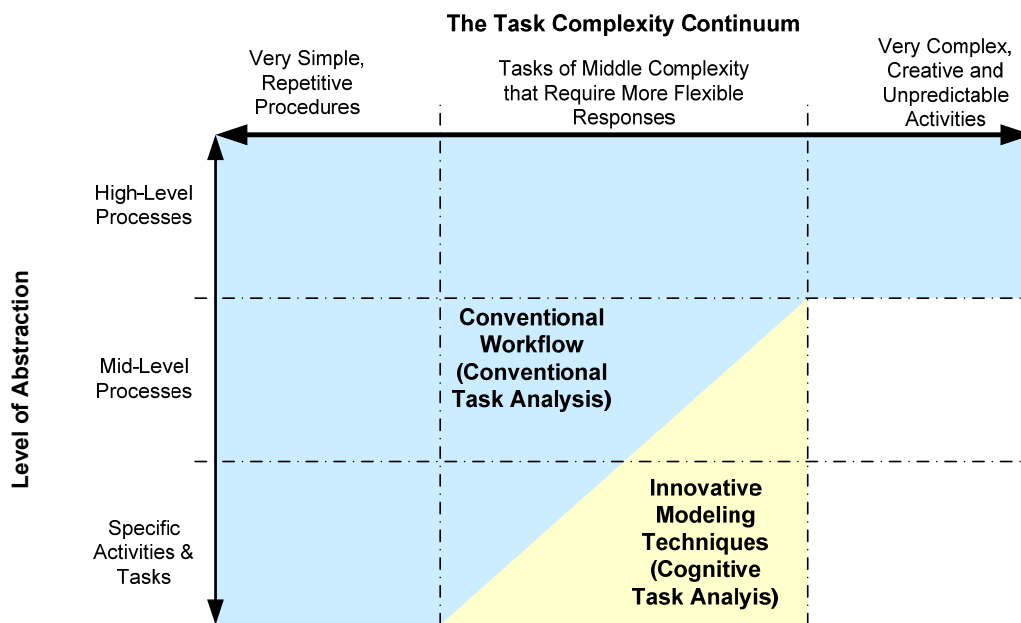 The Task Complexity Continuum
Very Simple,
Repetitive
Procedures
Tasks of Middle Complexity
that Require More Flexible
Responses
Very Complex,
Creative and
Unpredictable
Activities
Level of Abstraction
High-Level
Processes
Mid-Level
Processes
Specific
Activities &
Tasks
Conventional
Workflow
(Conventional
Task Analysis)
Innovative
Modeling
Techniques
(Cognitive
Task Analyis)